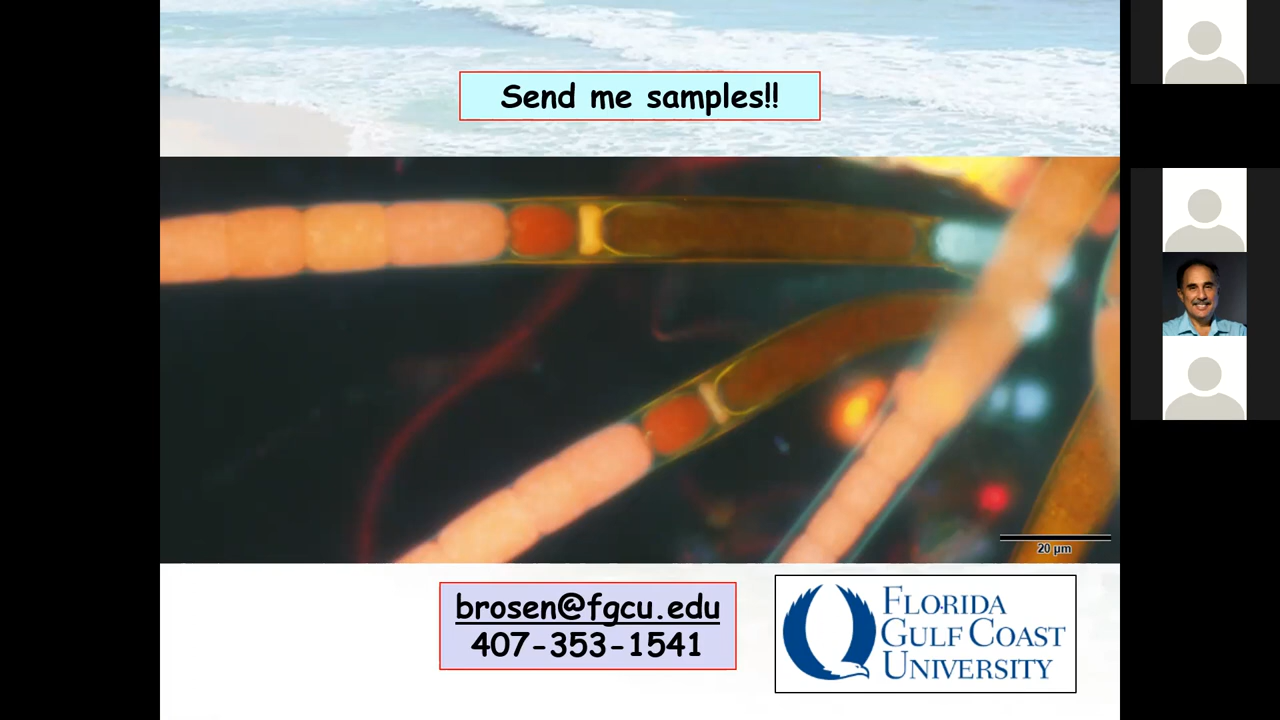 Send me samples!!
20 µm
brosen@fgcu.edu
407-353-1541
FLORIDA
GULF COAST
UNIVERSITY